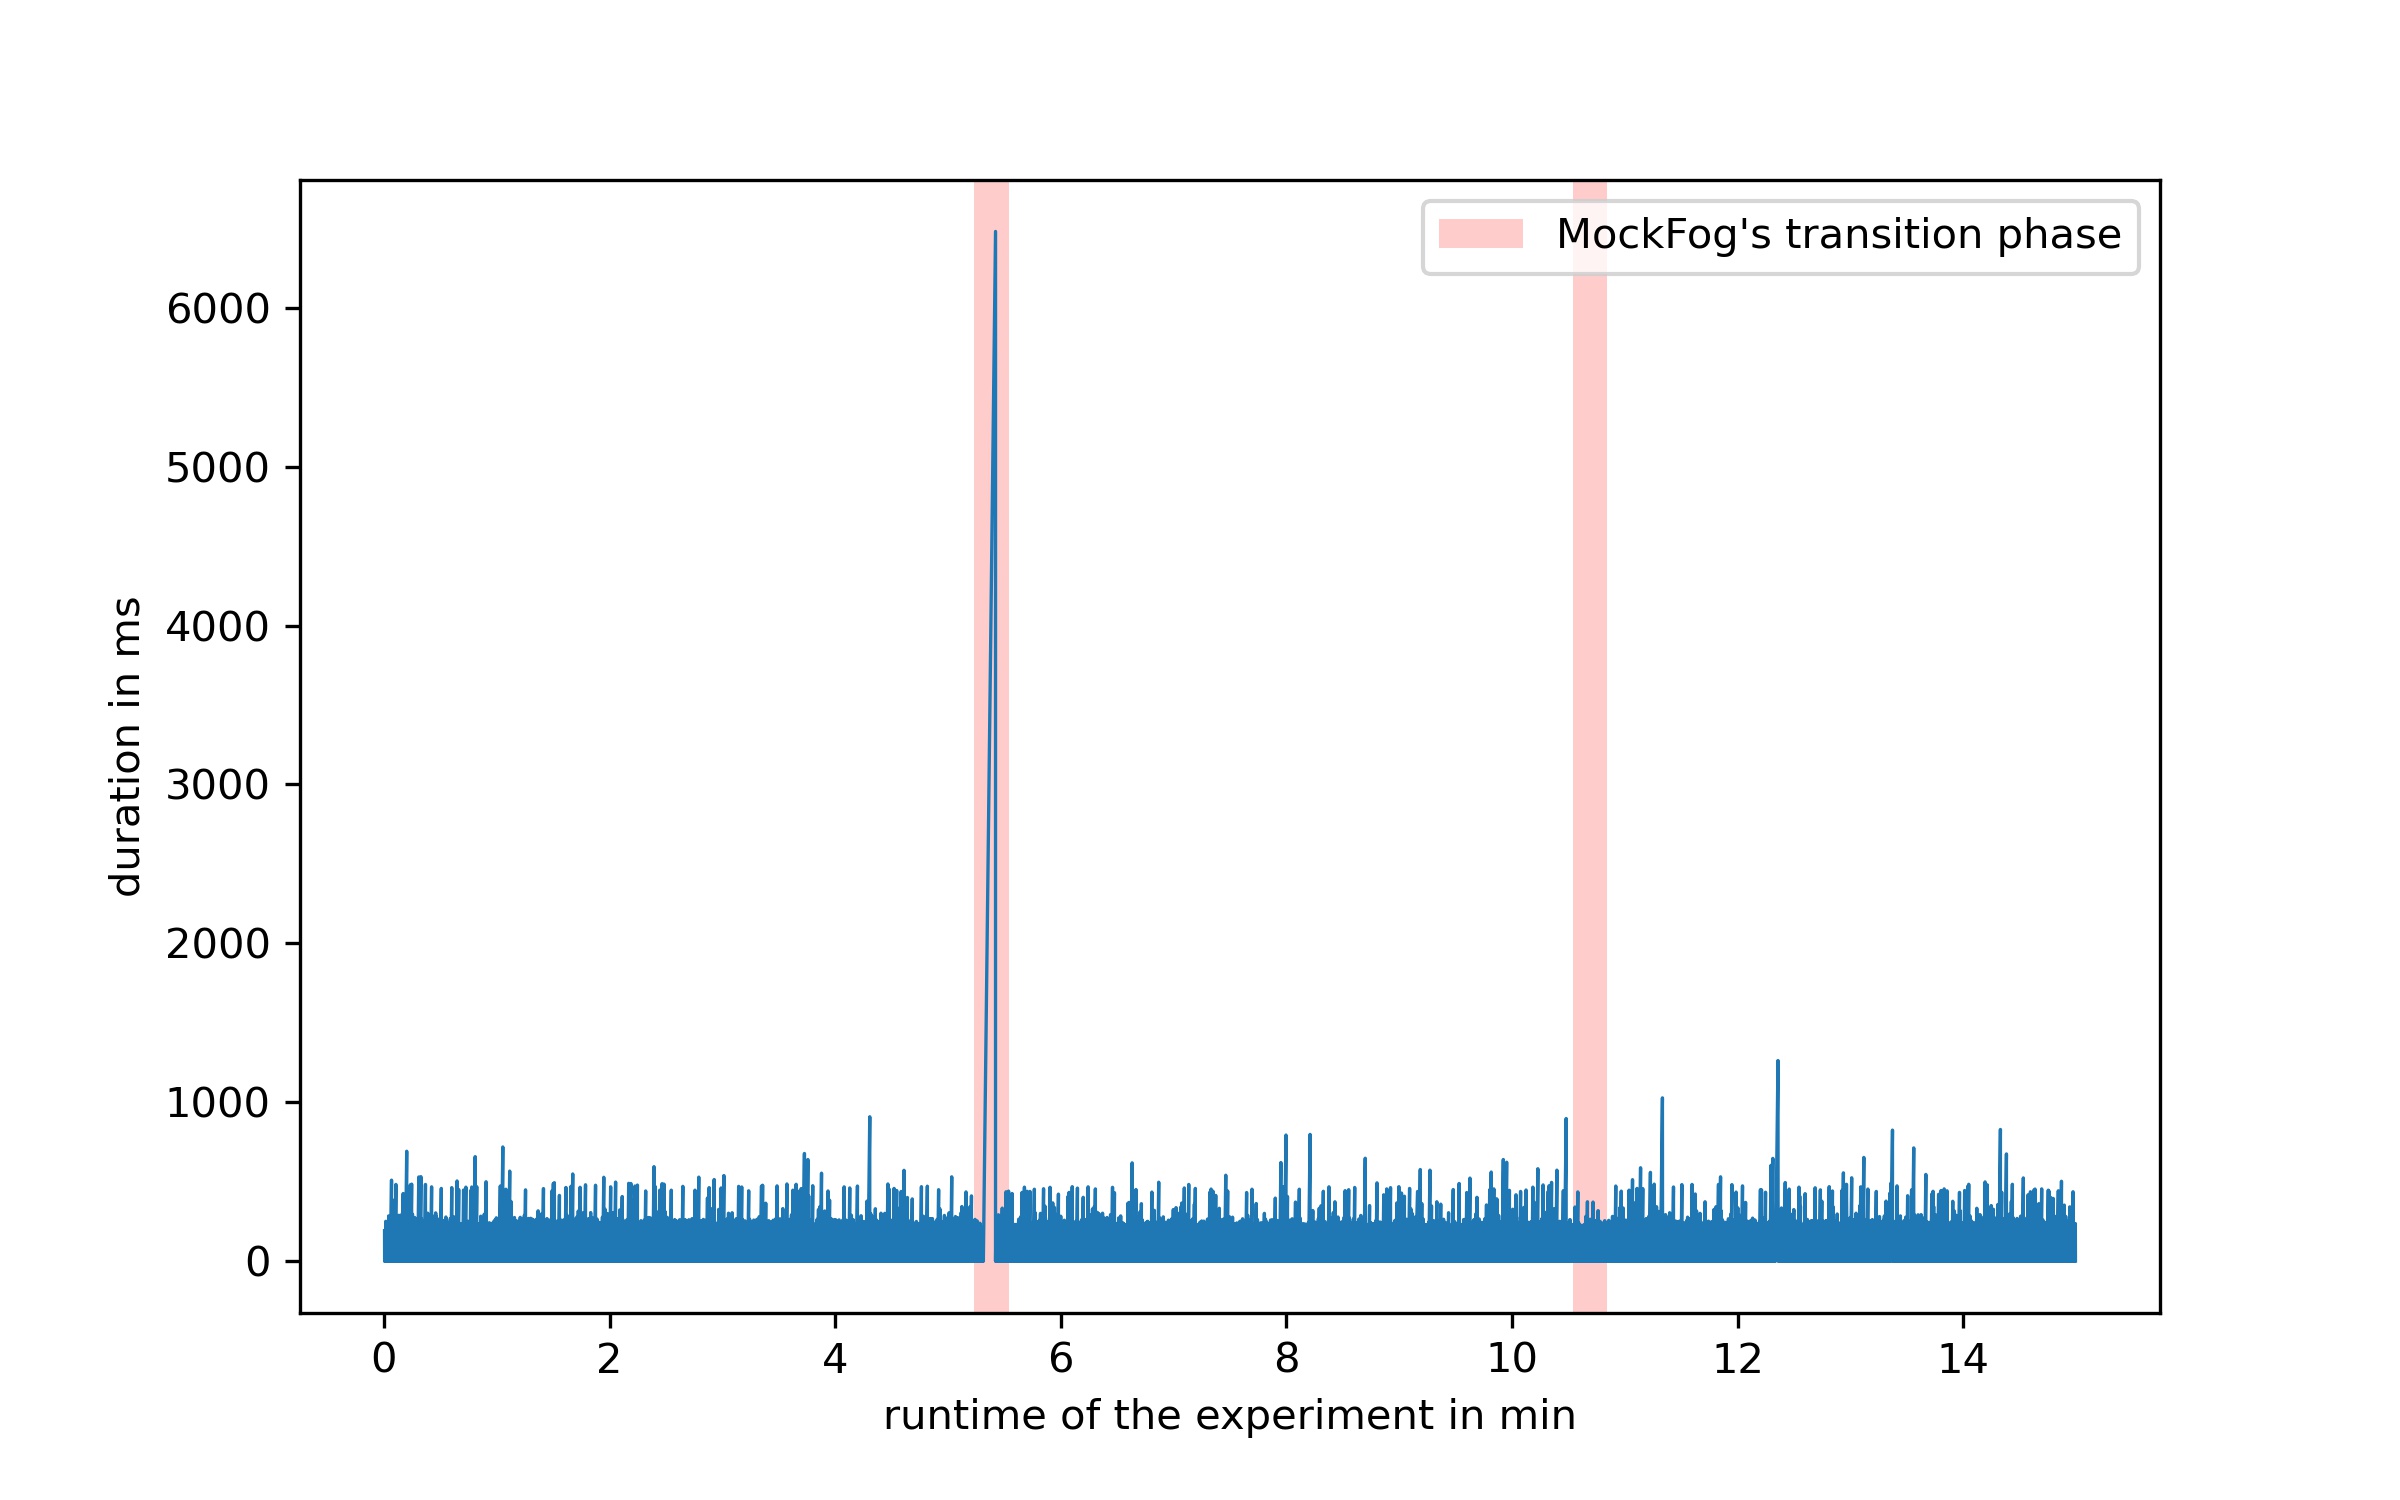 MockFog's transition phase
6000
5000
4000
3000
2000
1000
0
duration in ms
0 2 4 6 8 10 12 14
runtime of the experiment in min